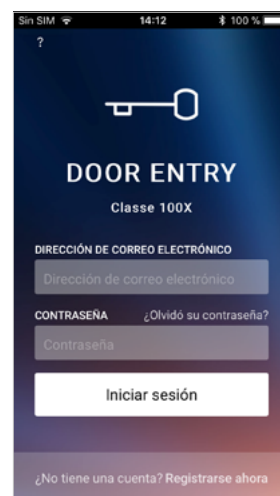 Sin SIM 14:12 100 %
?
DOOR ENTRY
Classe 100X
DIRECCIÓN DE CORREO ELECTRÓNICO
Dirección de correo electrónico
CONTRASEÑA ¿Olvidó su contraseña?
Contraseña
Iniciar sesión
¿No tiene una cuenta? Registrarse ahora